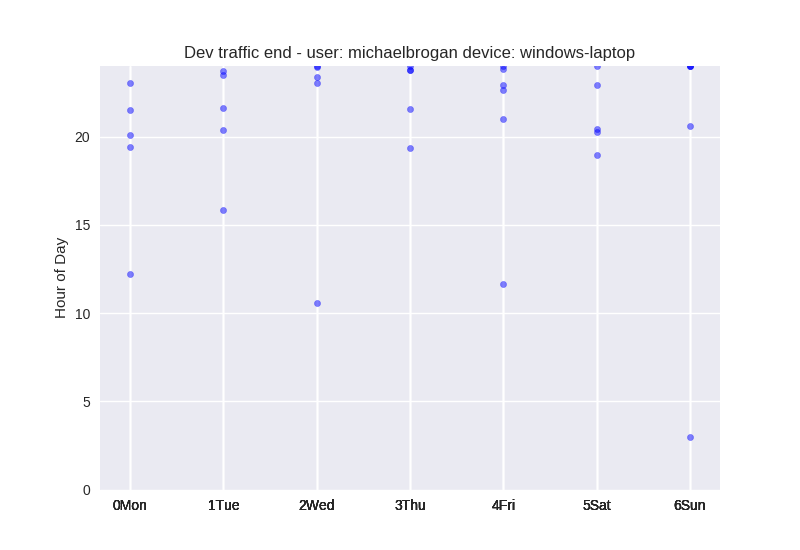 Dev traffic end - user: michaelbrogan device: windows-laptop
Hour of Day
20
15
10
5
0
0Mon 1Tue 2Wed 3Thu 4Fri 5Sat 6Sun